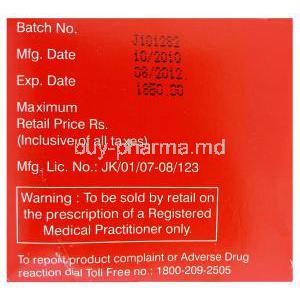 Batch No. J101282
Mfg. Date 10/2010
Exp. Date 08/2012.
1850.00
Maximum
Retail Price Rs.
(Inclusive of all taxes)
buy-pharma.md
Mfg. Lic. No.: JK/01/07-08/123
Warning : To be sold by retail on
the prescription of a Registered
Medical Practitioner only.
To report product complaint or Adverse Drug
reaction dial Toll Free no.: 1800-209-2505